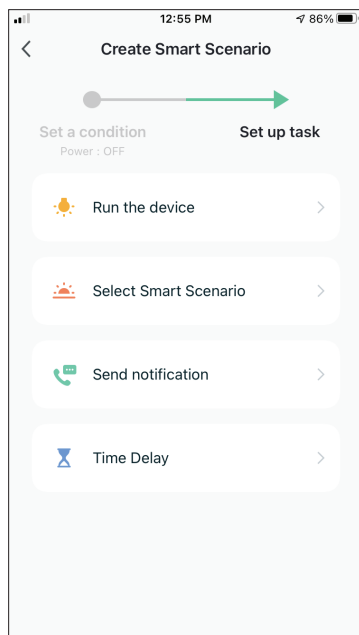 12:55 PM
86%
Create Smart Scenario
Set a condition
Set up task
Power : OFF
Run the device
Select Smart Scenario
Send notification
Time Delay